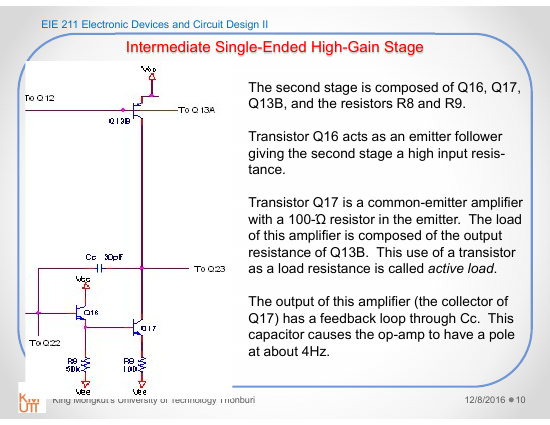 EIE 211 Electronic Devices and Circuit Design II
Intermediate Single-Ended High-Gain Stage
To Q12
To Q13A
Q13B
Cc 30pF
To Q23
Q16
Q17
To Q22
50k
100
Vee
Vee
The second stage is composed of Q16, Q17,
Q13B, and the resistors R8 and R9.
Transistor Q16 acts as an emitter follower
giving the second stage a high input resis-
tance.
Transistor Q17 is a common-emitter amplifier
with a 100-Ω resistor in the emitter. The load
of this amplifier is composed of the output
resistance of Q13B. This use of a transistor
as a load resistance is called active load.
The output of this amplifier (the collector of
Q17) has a feedback loop through Cc. This
capacitor causes the op-amp to have a pole
at about 4Hz.
King Mongkut's University of Technology Thonburi
12/8/2016 ● 10